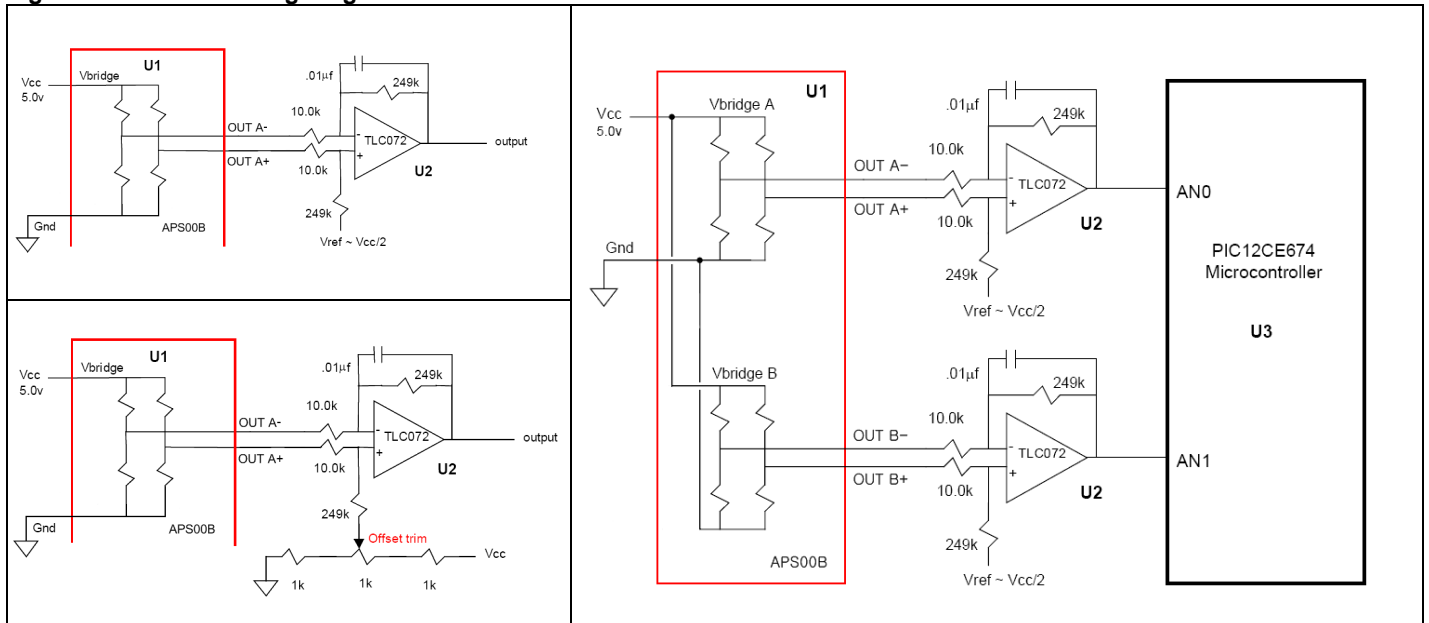 U1
Vcc
5.0v
Vbridge
.01µf
249k
10.0k
OUT A-
TLC072
-
+
output
OUT A+
10.0k
U2
249k
Gnd
APS00B
Vref ~ Vcc/2
U1
Vcc
5.0v
Vbridge
.01µf
249k
10.0k
OUT A-
TLC072
-
+
output
OUT A+
10.0k
U2
249k
Gnd
APS00B
Offset trim
Vcc
1k
1k
1k
U1
Vcc
5.0v
Vbridge A
.01µf
249k
10.0k
OUT A–
TLC072
-
+
AN0
OUT A+
10.0k
U2
Gnd
249k
Vref ~ Vcc/2
PIC12CE674
Microcontroller
U3
Vbridge B
.01µf
249k
10.0k
OUT B–
TLC072
-
+
AN1
OUT B+
10.0k
U2
249k
APS00B
Vref ~ Vcc/2